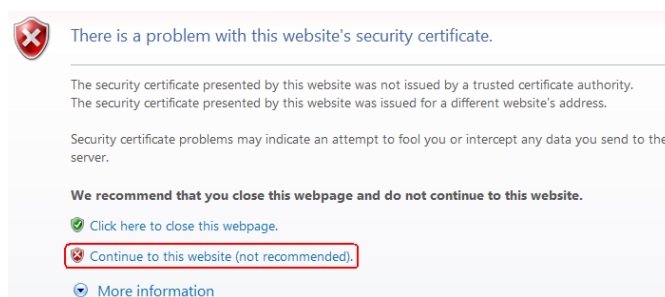 There is a problem with this website's security certificate.
The security certificate presented by this website was not issued by a trusted certificate authority.
The security certificate presented by this website was issued for a different website's address.
Security certificate problems may indicate an attempt to fool you or intercept any data you send to the
server.
We recommend that you close this webpage and do not continue to this website.
Click here to close this webpage.
Continue to this website (not recommended).
More information